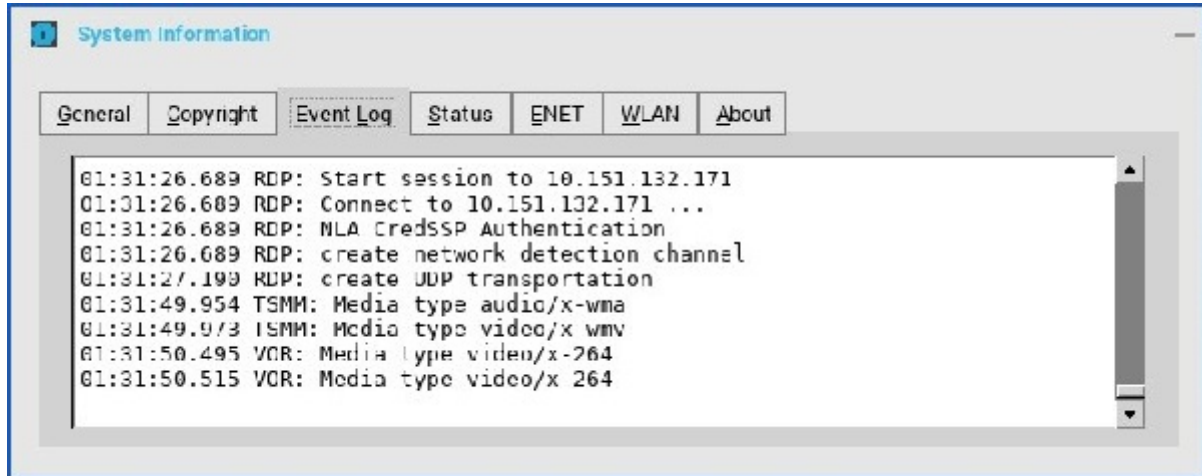 System Information
General Copyright Event Log Status ENET WLAN About
01:31:26.689 RDP: Start session to 10.151.132.171
01:31:26.689 RDP: Connect to 10.151.132.171 ...
01:31:26.689 RDP: NLA CredSSP Authentication
01:31:26.689 RDP: create network detection channel
01:31:27.190 RDP: create UDP transportation
01:31:49.954 TSMM: Media type audio/x-wma
01:31:49.973 TSMM: Media type video/x-wmv
01:31:50.495 VOR: Media type video/x-264
01:31:50.515 VOR: Media type video/x-264